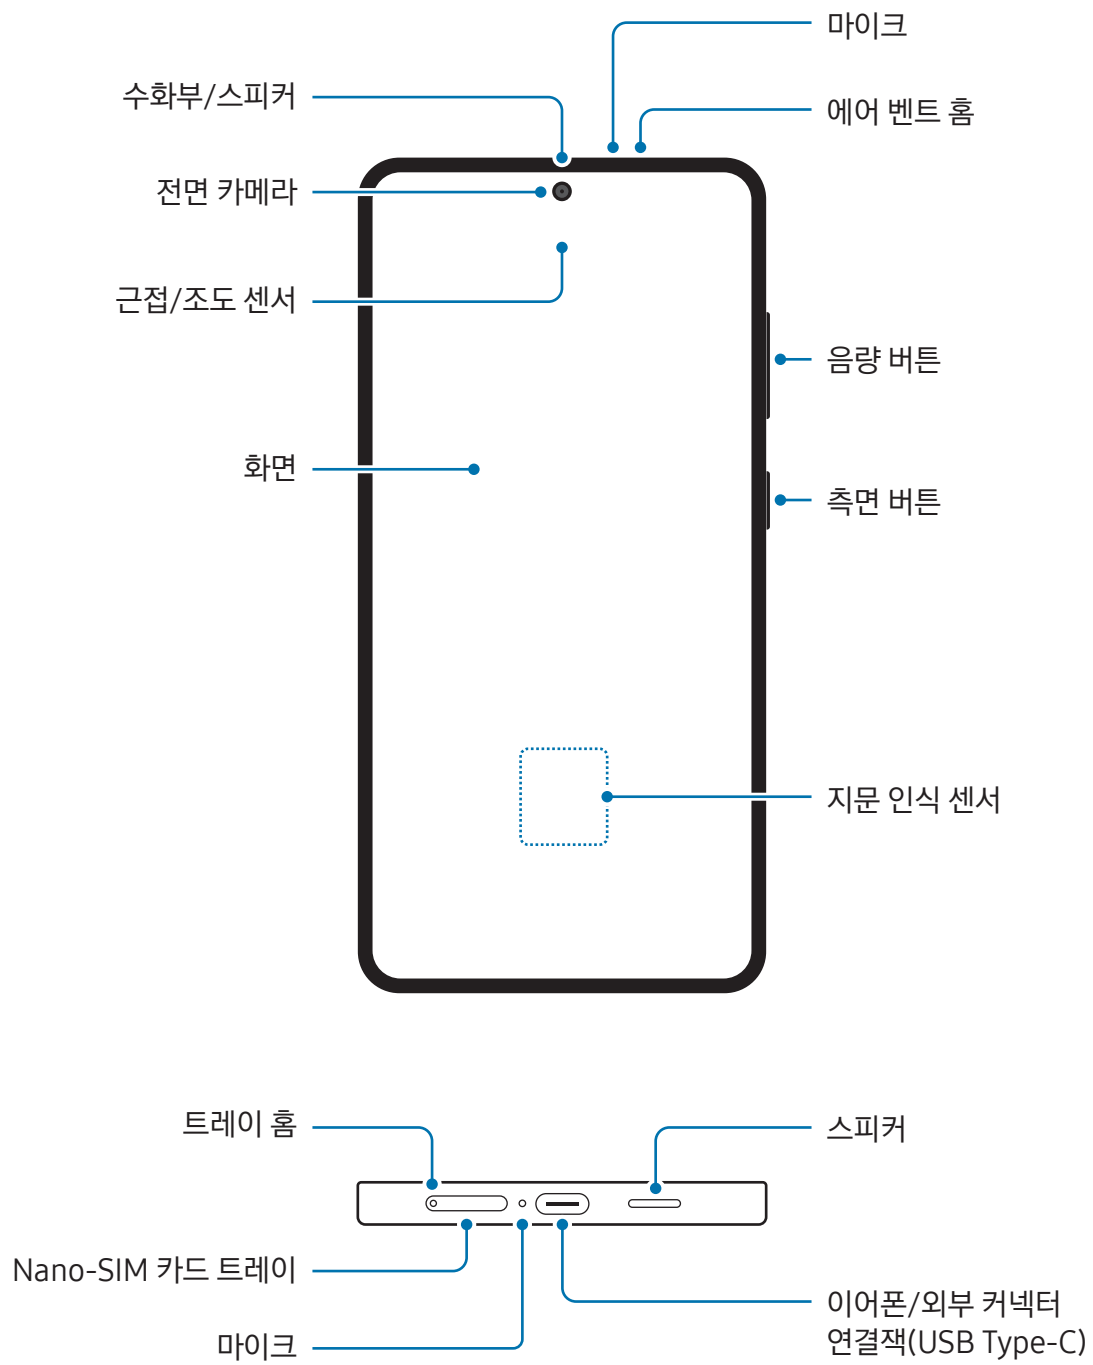 마이크
수화부/스피커
에어 벤트 홈
전면 카메라
근접/조도 센서
음량 버튼
화면
측면 버튼
지문 인식 센서
트레이 홈
스피커
Nano-SIM 카드 트레이
이어폰/외부 커넥터
연결잭(USB Type-C)
마이크